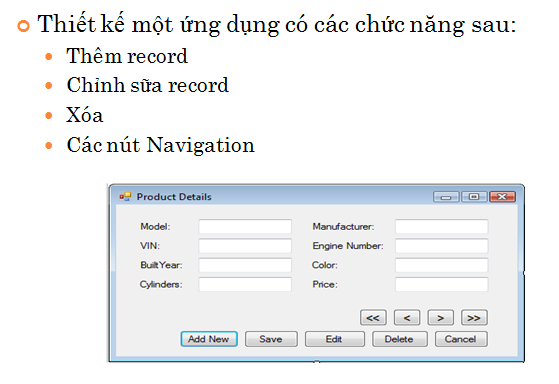 Thiết kế một ứng dụng có các chức năng sau:
Thêm record
Chỉnh sữa record
Xóa
Các nút Navigation
Product Details
Model: Manufacturer:
VIN: Engine Number:
BuiltYear: Color:
Cylinders: Price:
<< < > >>
Add New Save Edit Delete Cancel